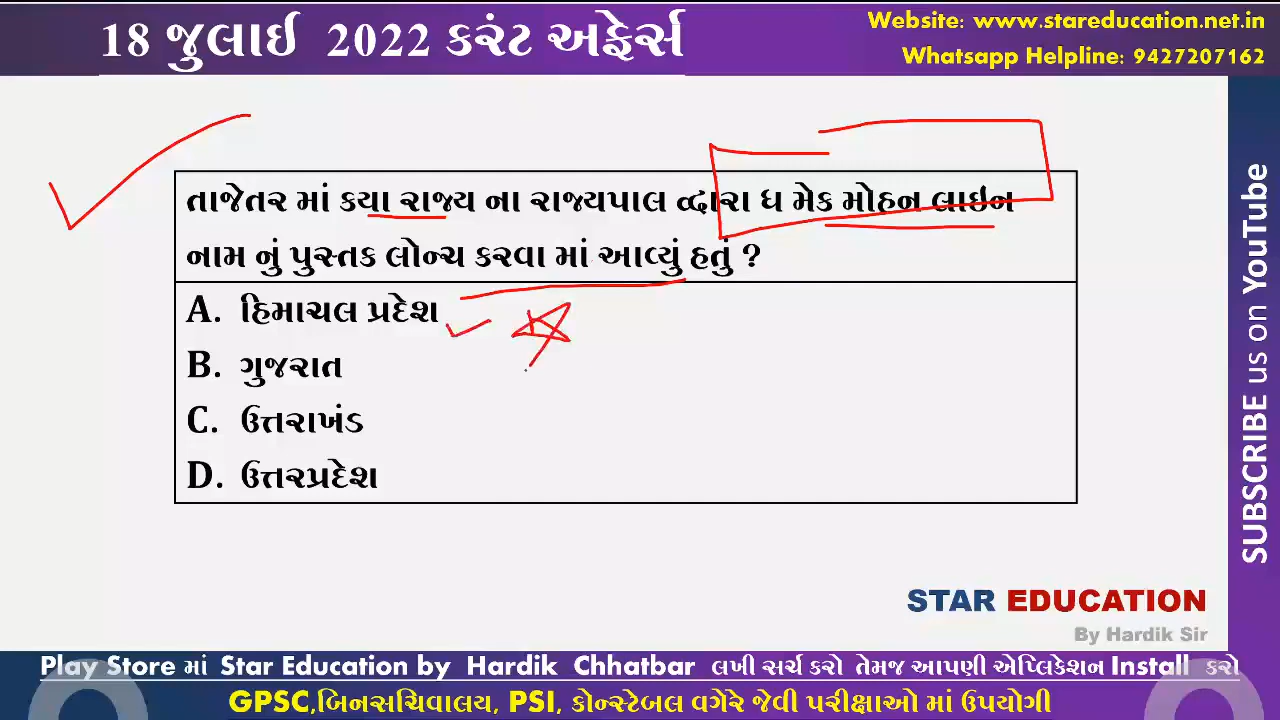 18 જુલાઈ 2022 કરંટ અફેર્સ
Website: www.stareducation.net.in
Whatsapp Helpline: 9427207162
તાજેતર માં કયા રાજ્ય ના રાજ્યપાલ દ્વારા ધ મેક મોહન લાઇન
નામ નું પુસ્તક લોન્ચ કરવા માં આવ્યું હતું ?
A. હિમાચલ પ્રદેશ
B. ગુજરાત
C. ઉત્તરાખંડ
D. ઉત્તરપ્રદેશ
SUBSCRIBE us on YouTube
STAR EDUCATION
By Hardik Sir
Play Store માં Star Education by Hardik Chhatbar લખી સર્ચ કરો તેમજ આપણી એપ્લિકેશન Install કરો
GPSC,બિનસચિવાલય, PSI, કોન્સ્ટેબલ વગેરે જેવી પરીક્ષાઓ માં ઉપયોગી